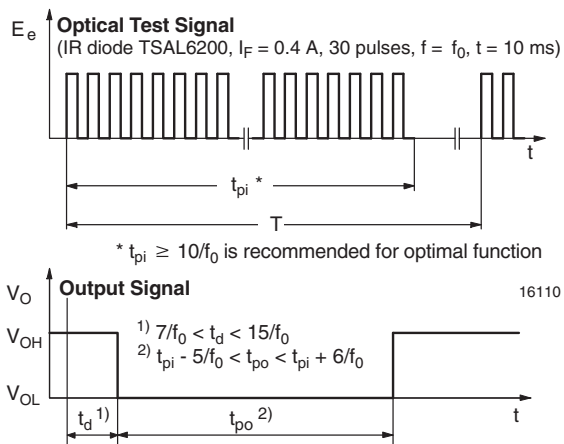 E_e
Optical Test Signal
(IR diode TSAL6200, I_F = 0.4 A, 30 pulses, f = f_0, t = 10 ms)
t
t_pi *
T
* t_pi ≥ 10/f_0 is recommended for optimal function
V_O
Output Signal
16110
V_OH
1) 7/f_0 < t_d < 15/f_0
2) t_pi - 5/f_0 < t_po < t_pi + 6/f_0
V_OL
t_d 1)
t_po 2)
t